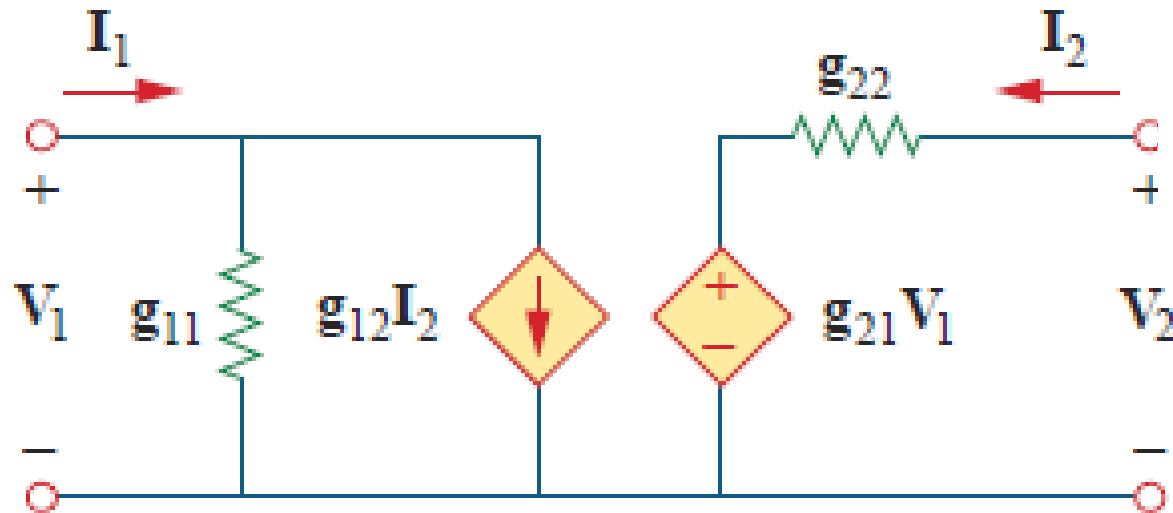 I₁
I₂
g₂₂
+
+
V₁
g₁₁
g₁₂I₂
+
−
g₂₁V₁
V₂
−
−